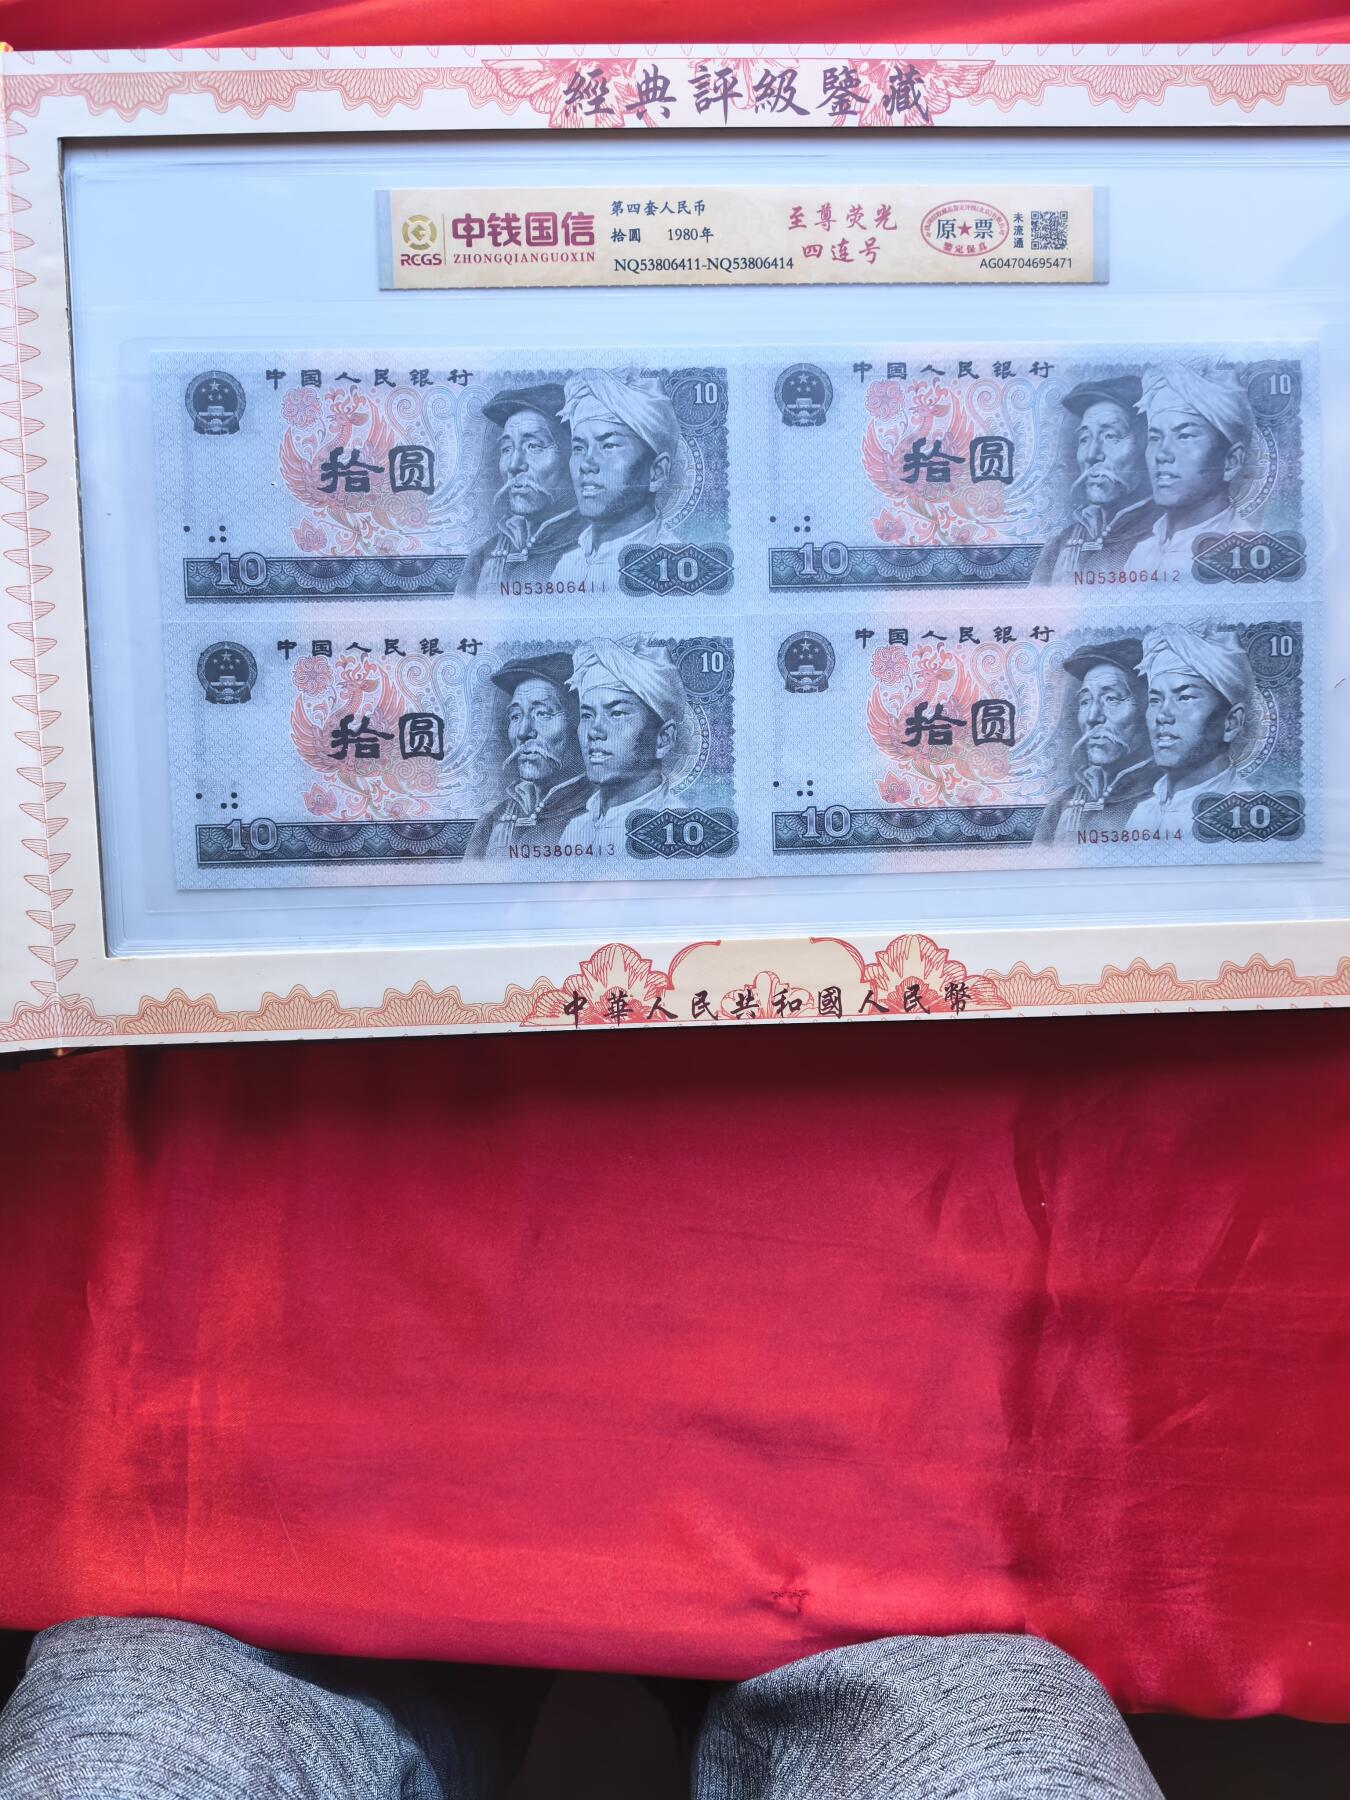 經典評級鑒藏
RCGS
中钱国信
ZHONGQIANGUOXIN
第四套人民币
拾圆 1980年
NQ53806411-NQ53806414
至尊荧光
四连号
原★票
鉴定保真
未流通
AG04704695471
中国人民银行
10
拾圆
10
NQ53806411
10
中国人民银行
10
拾圆
10
NQ53806412
10
中国人民银行
10
拾圆
10
NQ53806413
10
中国人民银行
10
拾圆
10
NQ53806414
10
中華人民共和國人民幣